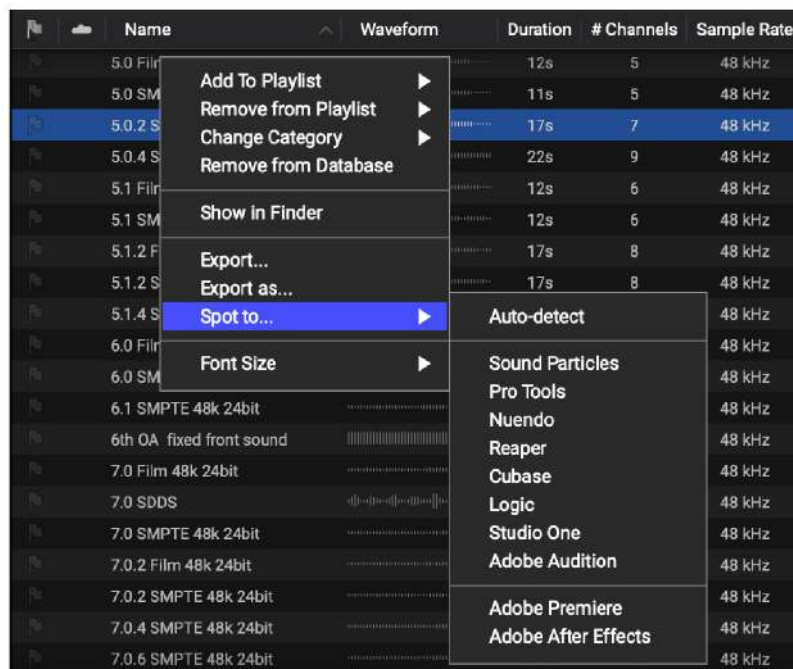 Name Waveform Duration # Channels Sample Rate
5.0 Film 12s 5 48 kHz
5.0 SM 11s 5 48 kHz
5.0.2 S 17s 7 48 kHz
5.0.4 S 22s 9 48 kHz
5.1 Film 12s 6 48 kHz
5.1 SM 12s 6 48 kHz
5.1.2 F 17s 8 48 kHz
5.1.2 S 17s 8 48 kHz
5.1.4 S 48 kHz
6.0 Film 48 kHz
6.0 SM 48 kHz
6.1 SMPTE 48k 24bit 48 kHz
6th OA fixed front sound 48 kHz
7.0 Film 48k 24bit 48 kHz
7.0 SDDS 48 kHz
7.0 SMPTE 48k 24bit 48 kHz
7.0.2 Film 48k 24bit 48 kHz
7.0.2 SMPTE 48k 24bit 48 kHz
7.0.4 SMPTE 48k 24bit 48 kHz
7.0.6 SMPTE 48k 24bit 48 kHz
Add To Playlist
Remove from Playlist
Change Category
Remove from Database
Show in Finder
Export...
Export as...
Spot to...
Font Size
Auto-detect
Sound Particles
Pro Tools
Nuendo
Reaper
Cubase
Logic
Studio One
Adobe Audition
Adobe Premiere
Adobe After Effects